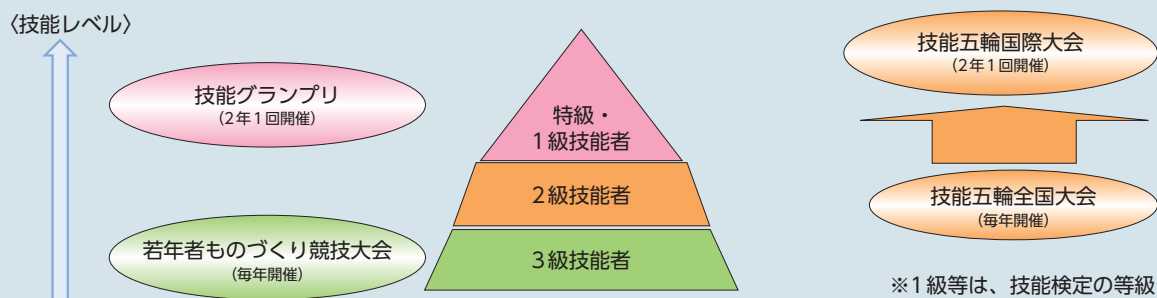 〈技能レベル〉
技能グランプリ
(2年1回開催)
若年者ものづくり競技大会
(毎年開催)
特級・
1級技能者
2級技能者
3級技能者
技能五輪国際大会
(2年1回開催)
技能五輪全国大会
(毎年開催)
※1級等は、技能検定の等級